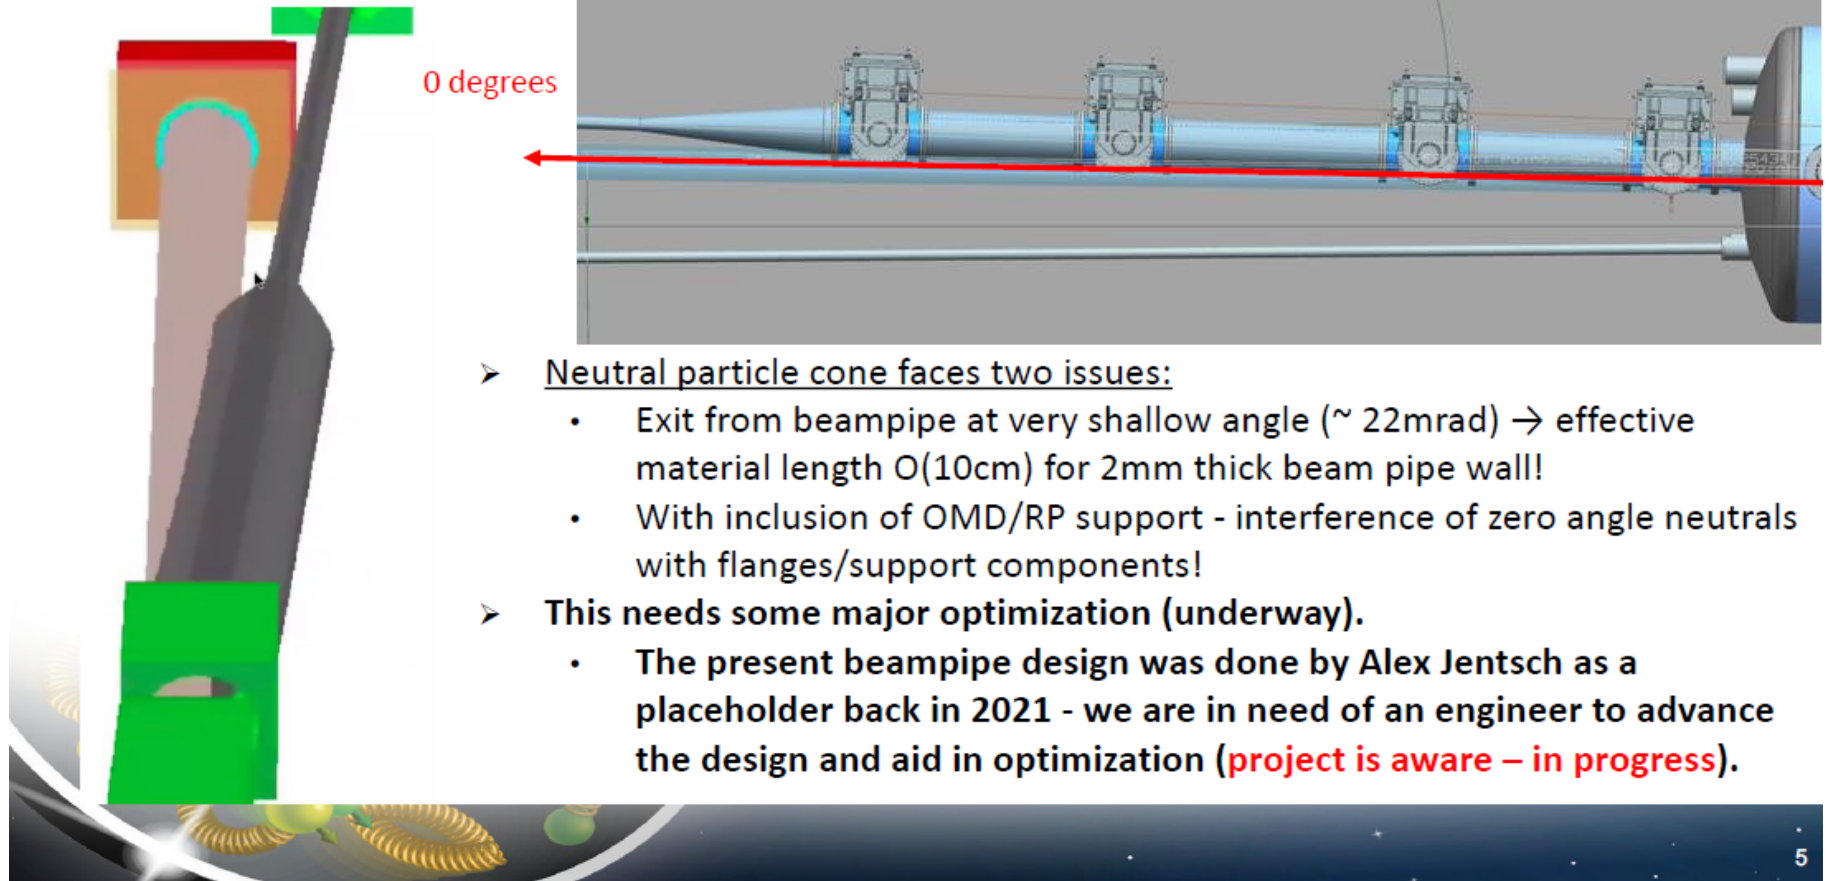 0 degrees
➢ Neutral particle cone faces two issues:
• Exit from beampipe at very shallow angle (~ 22mrad) → effective
material length O(10cm) for 2mm thick beam pipe wall!
• With inclusion of OMD/RP support - interference of zero angle neutrals
with flanges/support components!
➢ This needs some major optimization (underway).
• The present beampipe design was done by Alex Jentsch as a
placeholder back in 2021 - we are in need of an engineer to advance
the design and aid in optimization (project is aware – in progress).
5